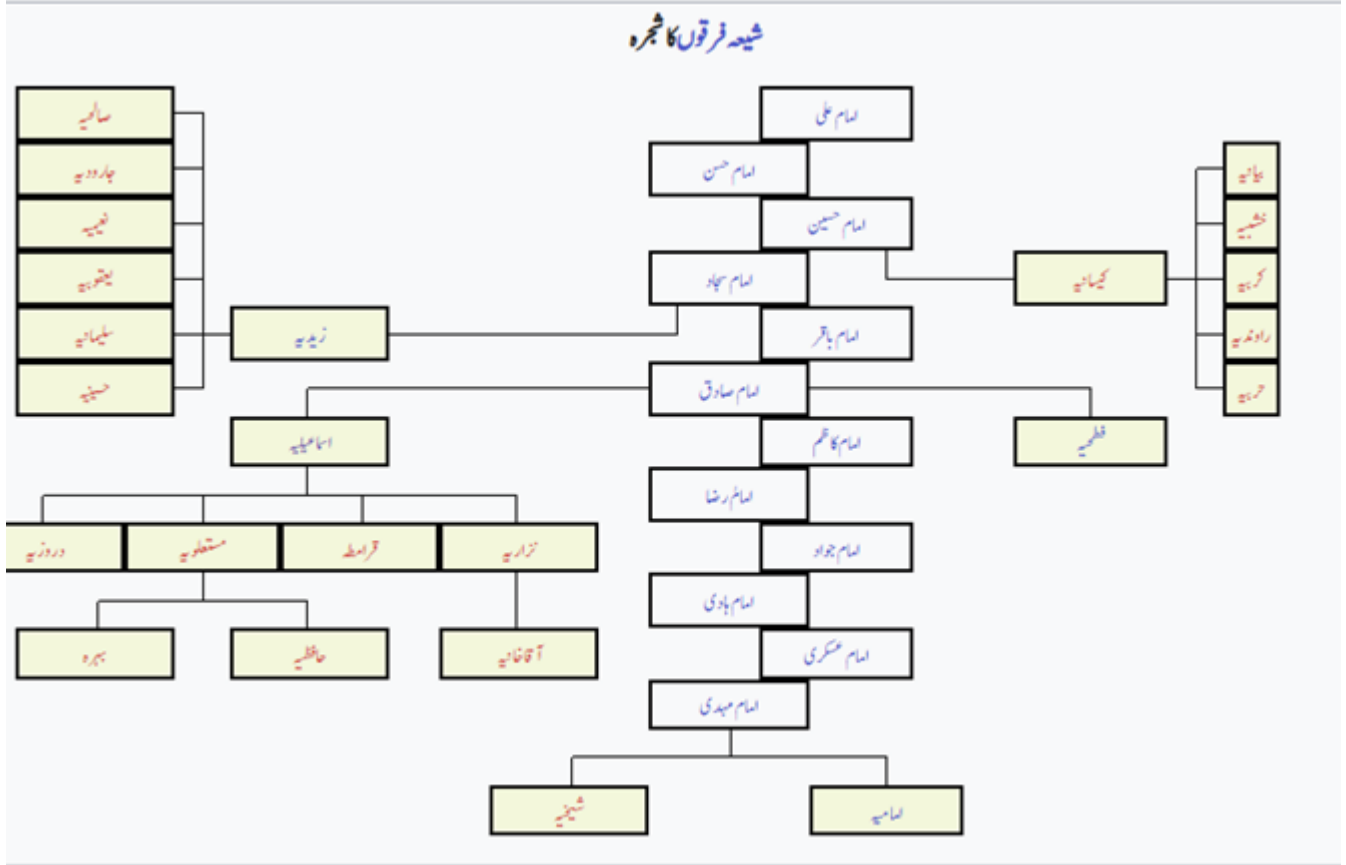 شیعہ فرقوں کا شجرہ
امام علی
صالحیہ
امام حسن
بیانیہ
جارودیہ
امام حسین
خشبیہ
نعیمیہ
امام سجاد
کیسانیہ
کربیہ
یعقوبیہ
امام باقر
زیدیہ
راوندیہ
سلیمانیہ
امام صادق
حربیہ
حسینیہ
امام کاظم
فطحیہ
اسماعیلیہ
امام رضا
امام جواد
نزاریہ
قرامطہ
مستعلویہ
دروزیہ
امام ہادی
امام عسکری
آقاخانیہ
حافظیہ
بہرہ
امام مہدی
امامیہ
شیخیہ